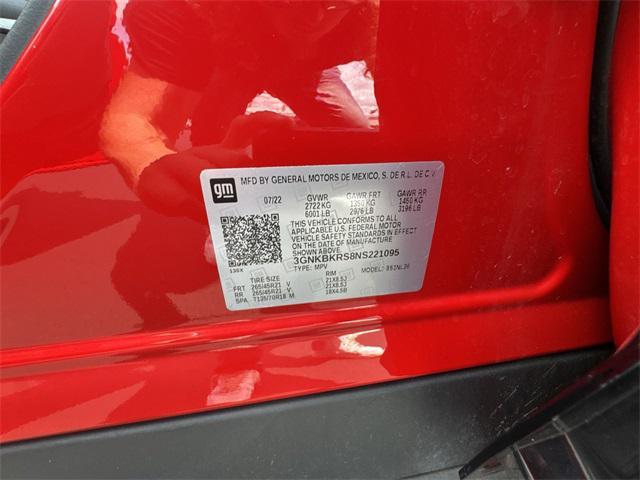 gm MFD BY GENERAL MOTORS DE MEXICO, S. DE R.L. DE C.V.
07/22 GVWR GAWR FRT GAWR RR
2722 KG 1350 KG 1450 KG
6001 LB 2976 LB 3196 LB
THIS VEHICLE CONFORMS TO ALL
APPLICABLE U.S. FEDERAL MOTOR
VEHICLE SAFETY STANDARDS IN EFFECT
ON THE DATE OF MANUFACTURE
SHOWN ABOVE.
3GNKBKRS8NS221095
TYPE: MPV MODEL:
TIRE SIZE RIM
FRT 265/45R21 V 21X8.5J
RR 265/45R21 V 21X8.5J
SPA T135/70R18 M 18X4.5B